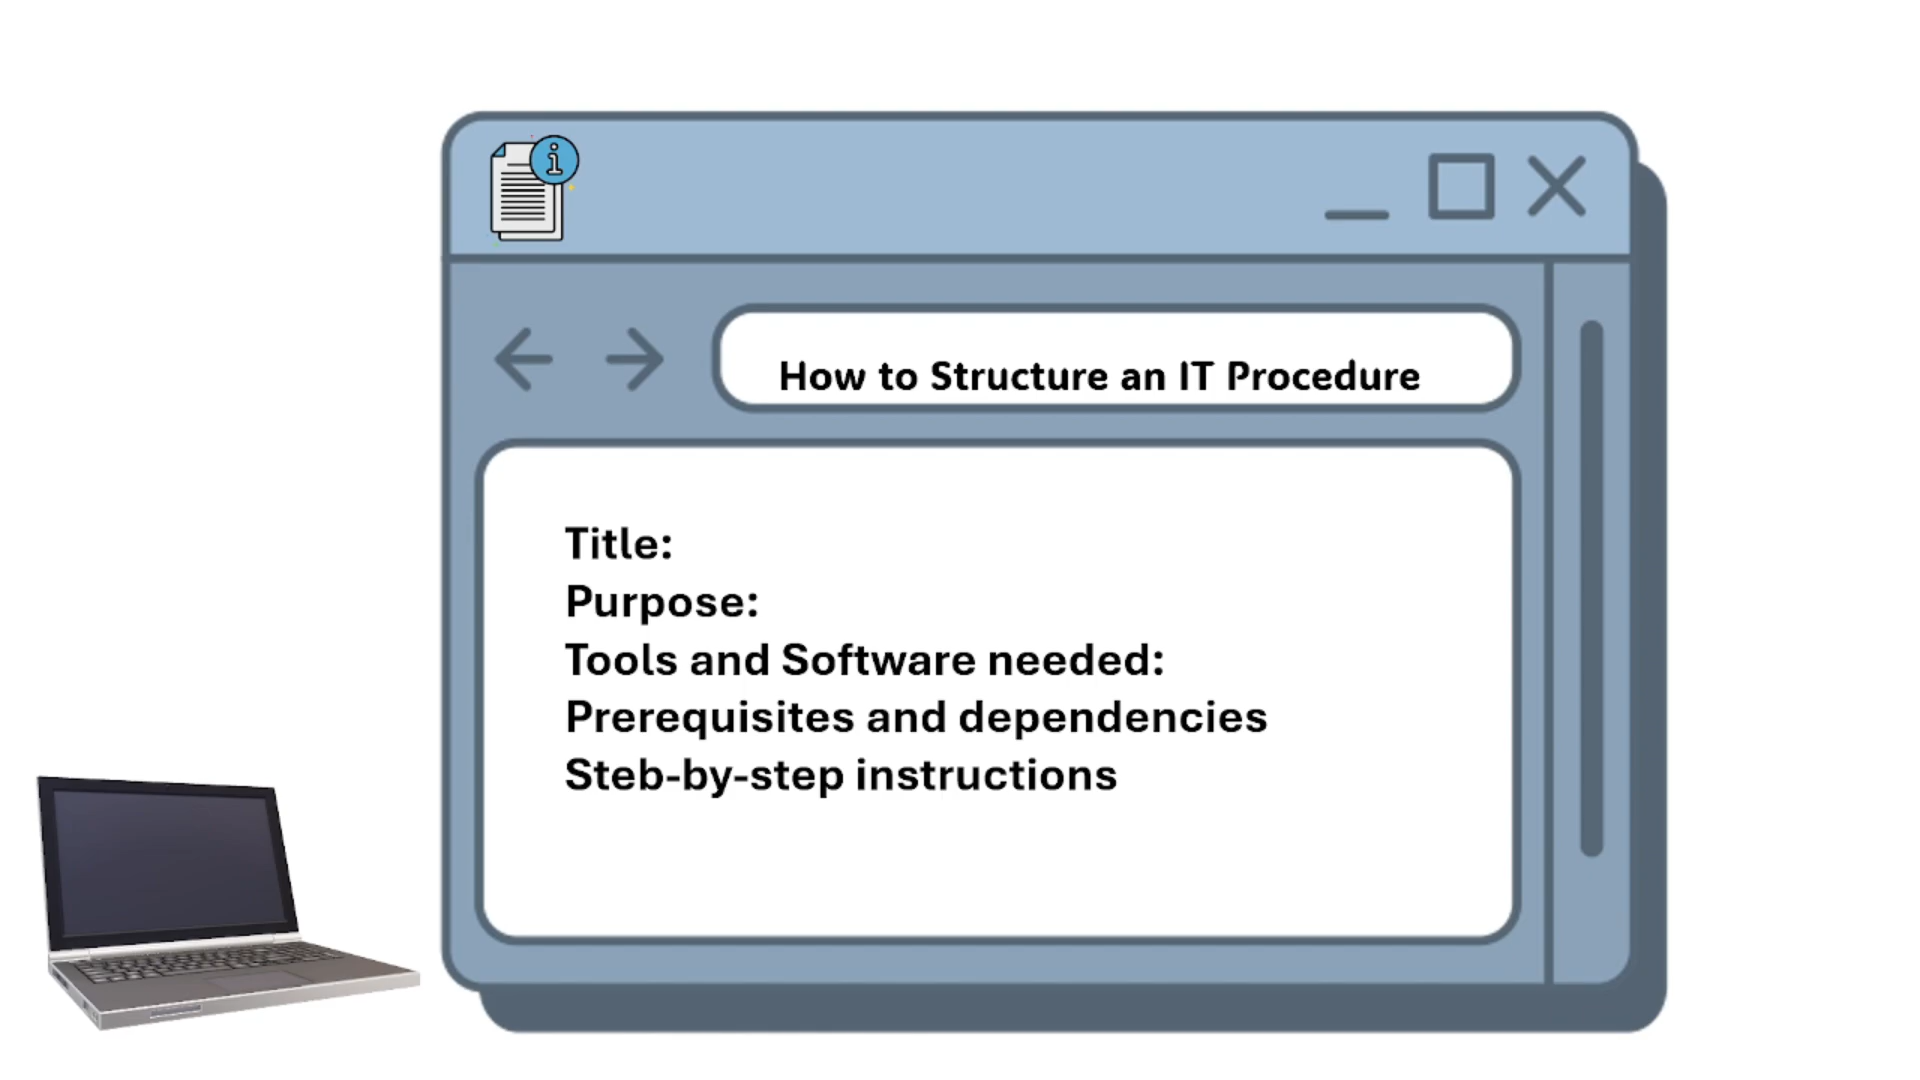 How to Structure an IT Procedure
Title:
Purpose:
Tools and Software needed:
Prerequisites and dependencies
Steb-by-step instructions